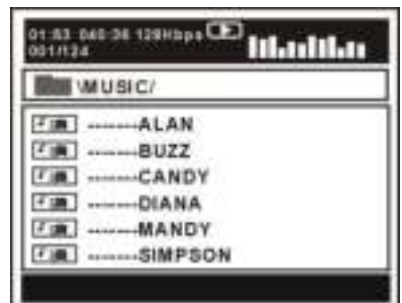 01:53 040:36 128Kbps
001/124
\MUSIC/
-------ALAN
-------BUZZ
-------CANDY
-------DIANA
-------MANDY
-------SIMPSON